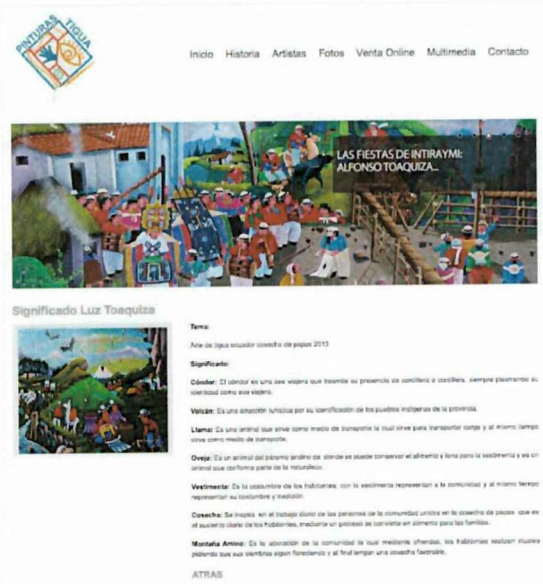 PINTURAS TIGUA
Inicio Historia Artistas Fotos Venta Online Multimedia Contacto
LAS FIESTAS DE INTIRAYMI:
ALFONSO TOAQUIZA...
Significado Luz Toaquiza
Tema:
Arte de tigua ecuador cosecha de papas 2013
Significado:
Cóndor: El cóndor es una ave viajera que trasmite su presencia de cordillera a cordillera, siempre plasmando su
identidad como ave viajera.
Volcán: Es una atracción turística por su identificación de los pueblos indígenas de la provincia.
Llama: Es una animal que sirve como medio de transporte la cual sirve para transportar carga y al mismo tiempo
sirve como medio de transporte.
Oveja: Es un animal del páramo andino de donde se puede conservar el alimento y lana para la vestimenta y es un
animal que conforma parte de la naturaleza.
Vestimenta: Es la costumbre de los habitantes, con la vestimenta representan a la comunidad y al mismo tiempo
representan su costumbre y tradición.
Cosecha: Se inspira en el trabajo diario de las personas de la comunidad unidos en la cosecha de papas que es
el sustento diario de los habitantes, mediante un proceso se convierte en alimento para las familias.
Montaña Amina: Es la adoración de la comunidad la cual mediante ofrendas, los habitantes realizan rituales
pidiendo que sus siembras sigan floreciendo y al final tengan una cosecha favorable.
ATRAS